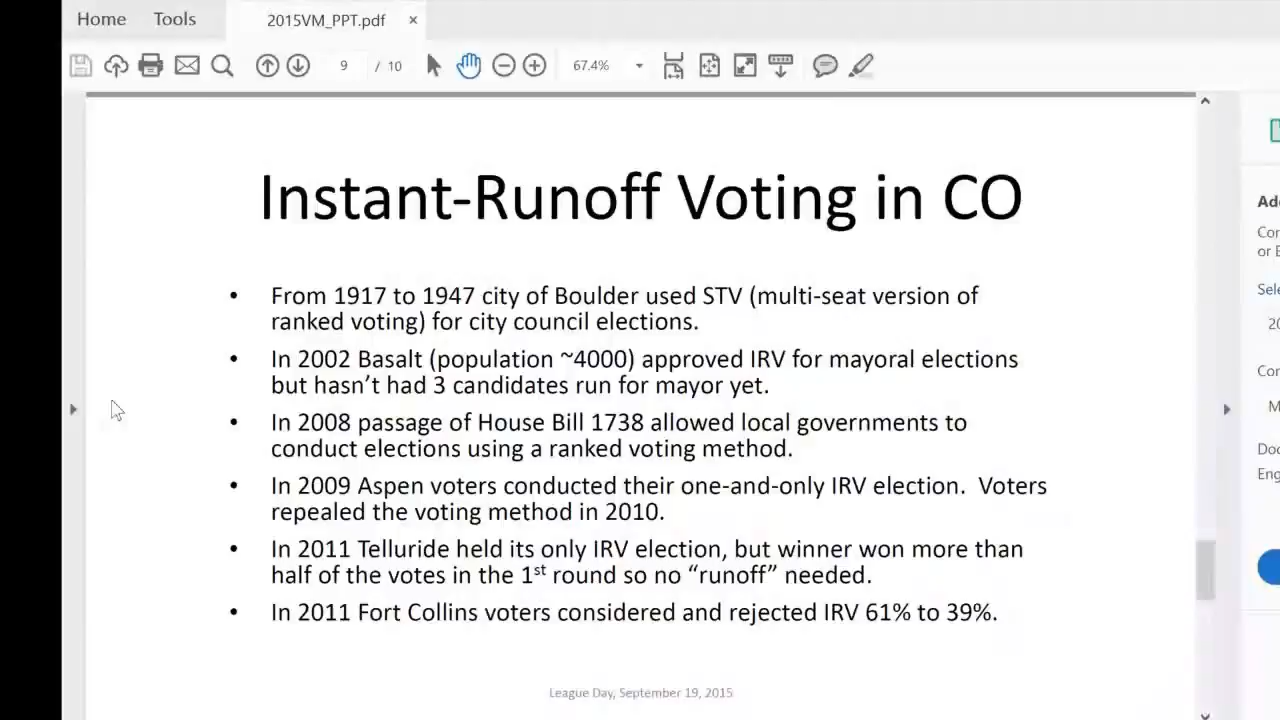 Home Tools 2015VM_PPT.pdf ×
9 / 10 67.4%
Instant-Runoff Voting in CO
• From 1917 to 1947 city of Boulder used STV (multi-seat version of
ranked voting) for city council elections.
• In 2002 Basalt (population ~4000) approved IRV for mayoral elections
but hasn't had 3 candidates run for mayor yet.
• In 2008 passage of House Bill 1738 allowed local governments to
conduct elections using a ranked voting method.
• In 2009 Aspen voters conducted their one-and-only IRV election.  Voters
repealed the voting method in 2010.
• In 2011 Telluride held its only IRV election, but winner won more than
half of the votes in the 1st round so no “runoff” needed.
• In 2011 Fort Collins voters considered and rejected IRV 61% to 39%.
League Day, September 19, 2015
or